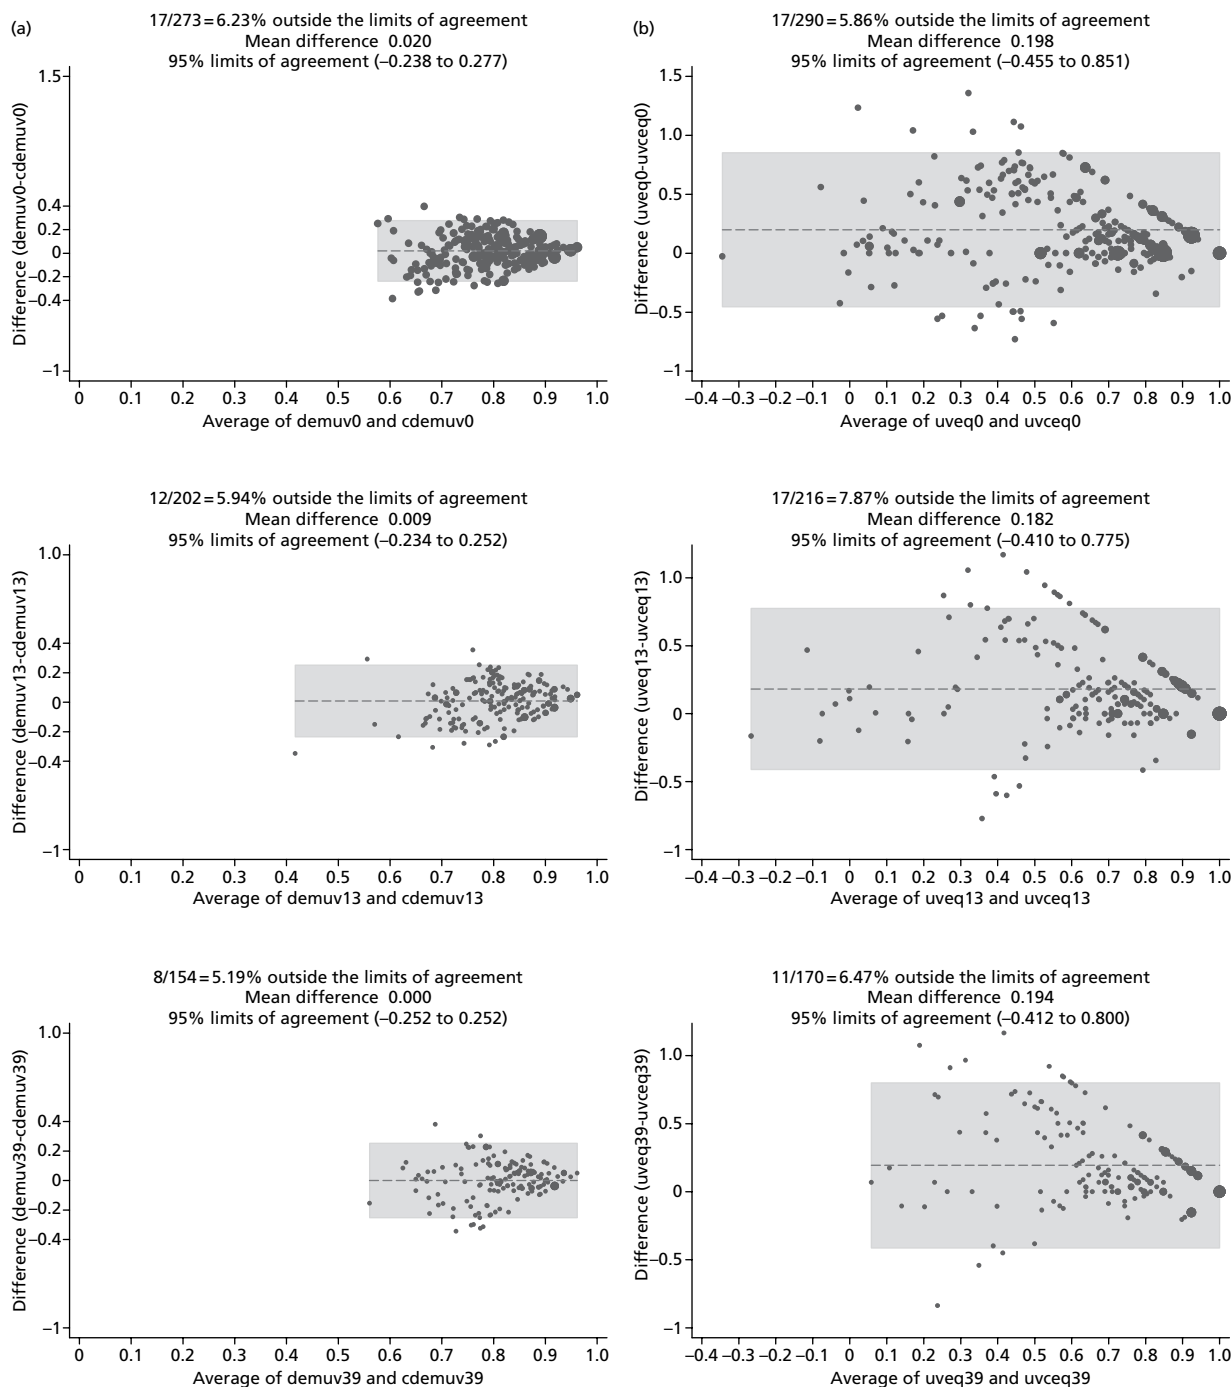 (a)
17/273=6.23% outside the limits of agreement
Mean difference 0.020
95% limits of agreement (–0.238 to 0.277)
Difference (demuv0-cdemuv0)
1.5
0.4
0.2
0
–0.2
–0.4
–1
0 0.1 0.2 0.3 0.4 0.5 0.6 0.7 0.8 0.9 1.0
Average of demuv0 and cdemuv0
(b)
17/290=5.86% outside the limits of agreement
Mean difference 0.198
95% limits of agreement (–0.455 to 0.851)
Difference (uveq0-uvceq0)
1.5
1.0
0.5
0
–0.5
–1
–0.4 –0.3 –0.2 –0.1 0 0.1 0.2 0.3 0.4 0.5 0.6 0.7 0.8 0.9 1.0
Average of uveq0 and uvceq0
12/202=5.94% outside the limits of agreement
Mean difference 0.009
95% limits of agreement (–0.234 to 0.252)
Difference (demuv13-cdemuv13)
1.0
0.4
0.2
0
–0.2
–0.4
–1
0 0.1 0.2 0.3 0.4 0.5 0.6 0.7 0.8 0.9 1.0
Average of demuv13 and cdemuv13
17/216=7.87% outside the limits of agreement
Mean difference 0.182
95% limits of agreement (–0.410 to 0.775)
Difference (uveq13-uvceq13)
1.0
0.5
0
–0.5
–1
–0.4 –0.3 –0.2 –0.1 0 0.1 0.2 0.3 0.4 0.5 0.6 0.7 0.8 0.9 1.0
Average of uveq13 and uvceq13
8/154=5.19% outside the limits of agreement
Mean difference 0.000
95% limits of agreement (–0.252 to 0.252)
Difference (demuv39-cdemuv39)
1.0
0.4
0.2
0
–0.2
–0.4
–1
0 0.1 0.2 0.3 0.4 0.5 0.6 0.7 0.8 0.9 1.0
Average of demuv39 and cdemuv39
11/170=6.47% outside the limits of agreement
Mean difference 0.194
95% limits of agreement (–0.412 to 0.800)
Difference (uveq39-uvceq39)
1.0
0.5
0
–0.5
–1
–0.4 –0.3 –0.2 –0.1 0 0.1 0.2 0.3 0.4 0.5 0.6 0.7 0.8 0.9 1.0
Average of uveq39 and uvceq39